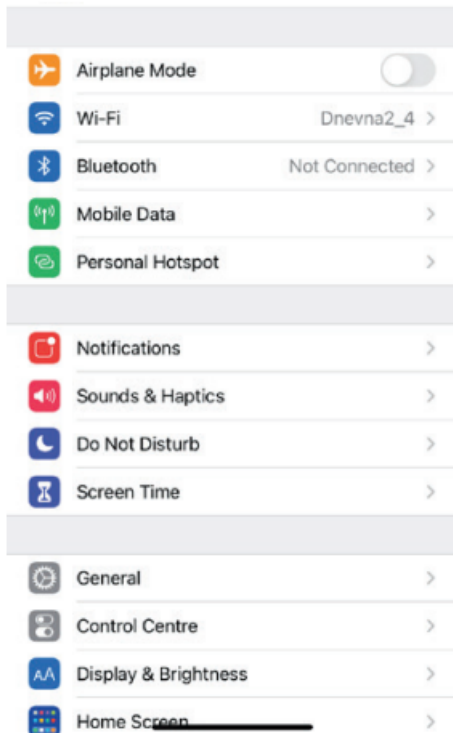 Airplane Mode
Wi-Fi Dnevna2_4
Bluetooth Not Connected
Mobile Data
Personal Hotspot
Notifications
Sounds & Haptics
Do Not Disturb
Screen Time
General
Control Centre
AA Display & Brightness
Home Screen